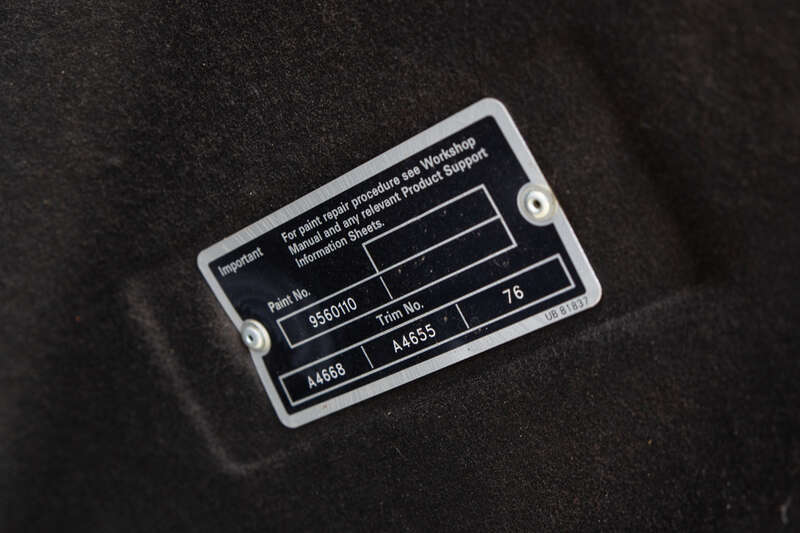 Important
For paint repair procedure see Workshop
Manual and any relevant Product Support
Information Sheets.
Paint No.
9560110
Trim No.
A4668 A4655 76
UB 81837